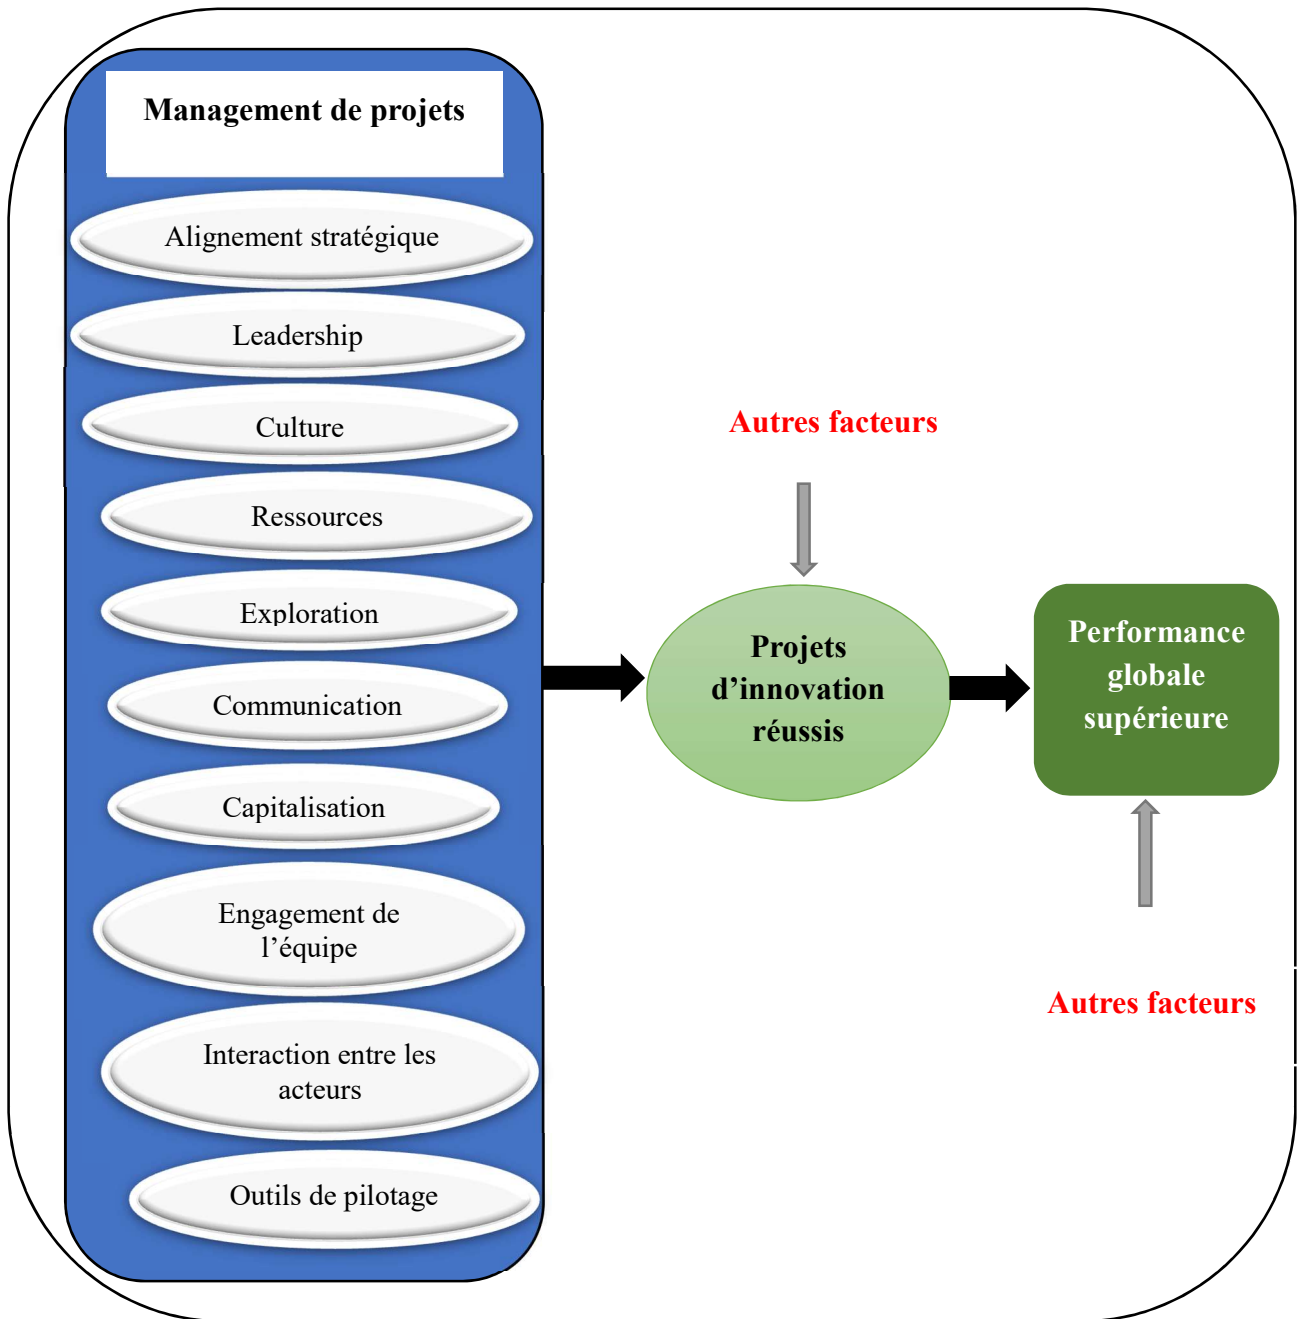 Management de projets
Alignement stratégique
Leadership
Culture
Ressources
Exploration
Communication
Capitalisation
Engagement de
l’équipe
Interaction entre les
acteurs
Outils de pilotage
Autres facteurs
Projets
d’innovation
réussis
Performance
globale
supérieure
Autres facteurs